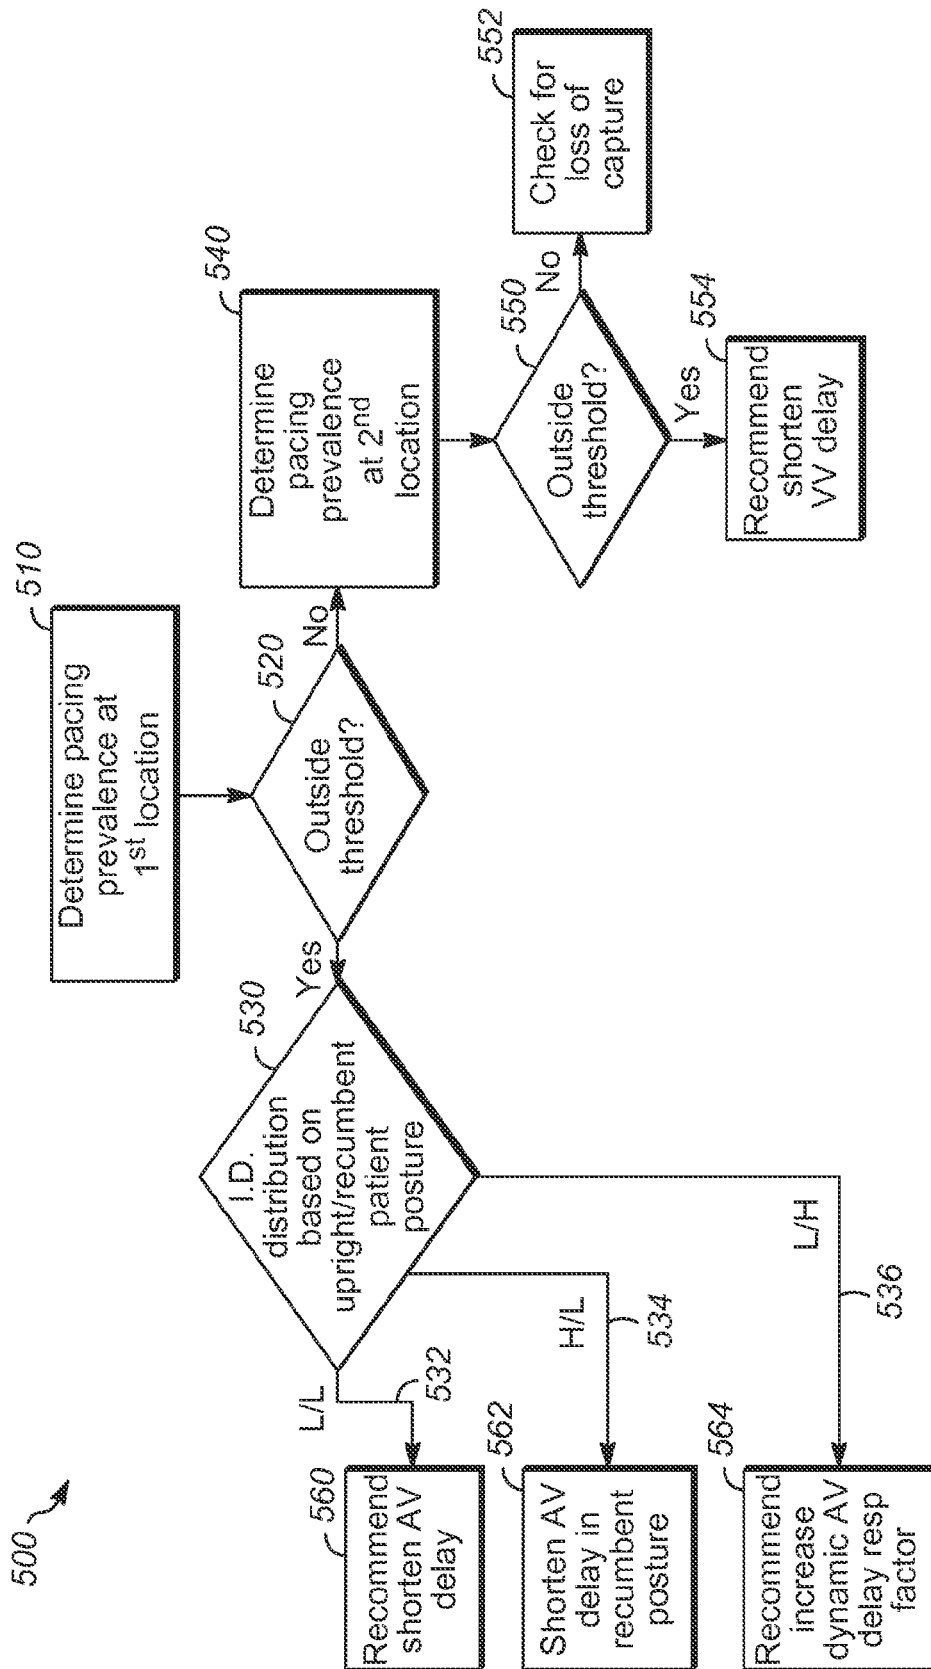 500
510
Determine pacing
prevalence at
1st location
520
Outside
threshold?
Yes
No
530
I.D.
distribution
based on
upright/recumbent
patient
posture
540
Determine
pacing
prevalence
at 2nd
location
550
Outside
threshold?
No
Yes
552
Check for
loss of
capture
554
Recommend
shorten
VV delay
L/L
532
H/L
534
L/H
536
560
Recommend
shorten AV
delay
562
Shorten AV
delay in
recumbent
posture
564
Recommend
increase
dynamic AV
delay resp
factor